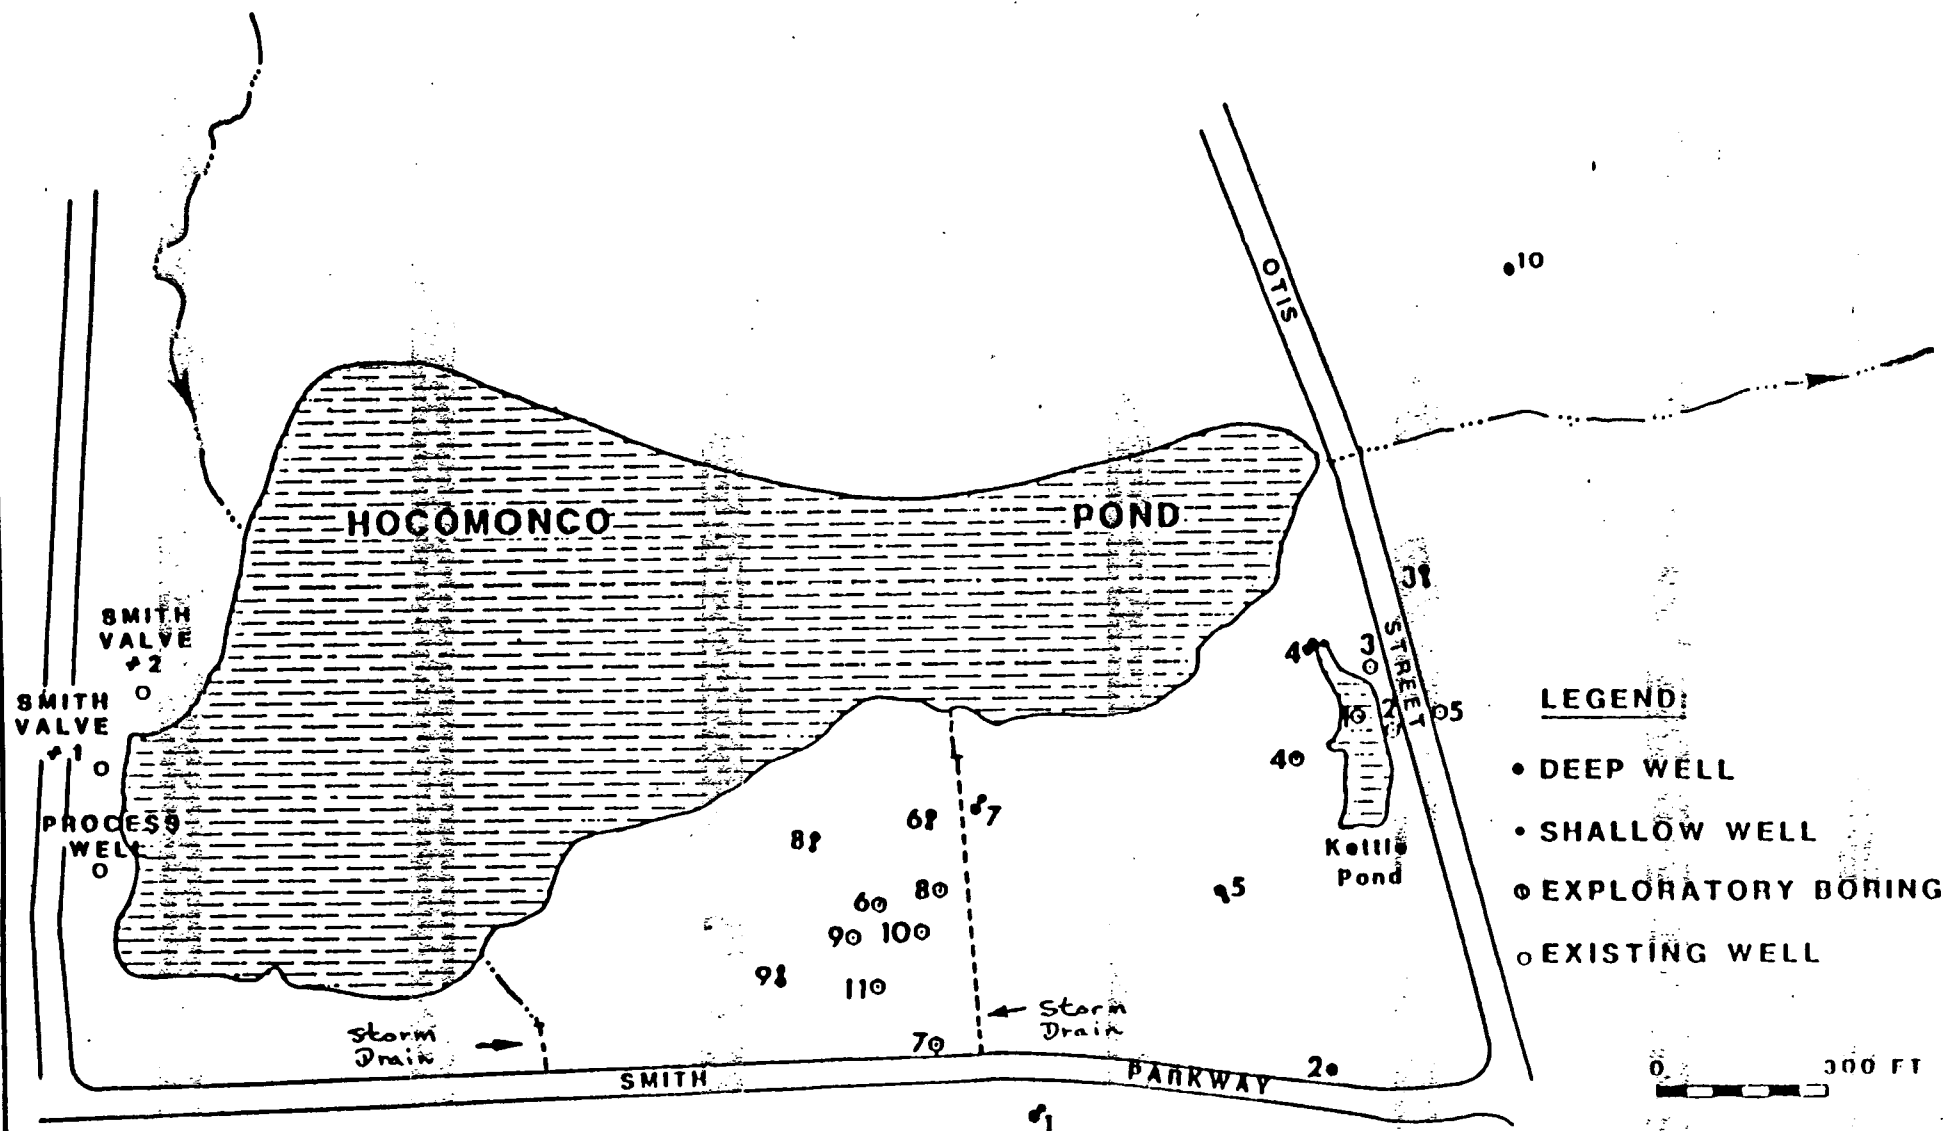 10
OTIS
HOCOMONCO
POND
3
SMITH
VALVE
#2
STREET
4
3
SMITH
VALVE
#1
1
2
5
LEGEND:
4
DEEP WELL
PROCESS
WELL
6
7
8
SHALLOW WELL
Kettle
Pond
8
5
EXPLORATORY BORING
6
9
10
EXISTING WELL
9
11
Storm
Drain
Storm
Drain
7
SMITH
PARKWAY
2
0
300 FT
1